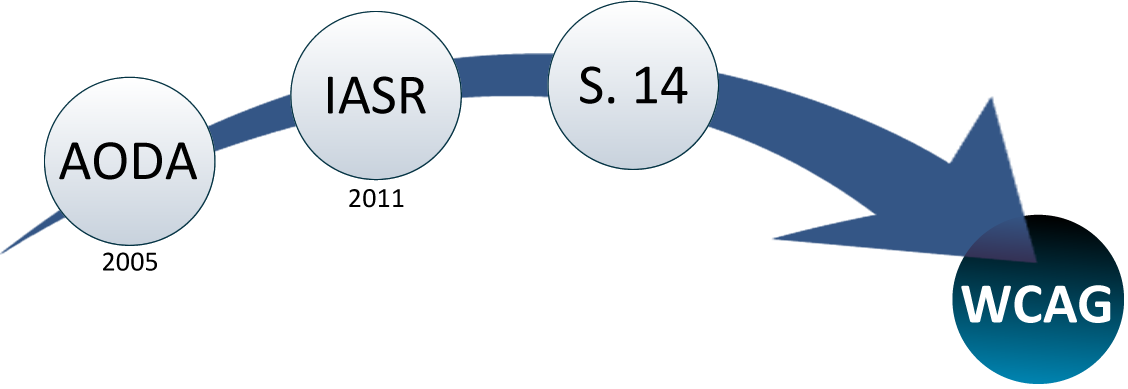 AODA
2005
IASR
2011
S. 14
WCAG